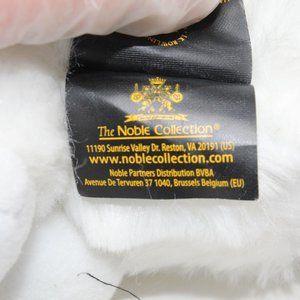 The Noble Collection®
11190 Sunrise Valley Dr. Reston, VA 20191 (US)
www.noblecollection.com
Noble Partners Distribution BVBA
Avenue De Tervuren 37 1040, Brussels Belgium (EU)